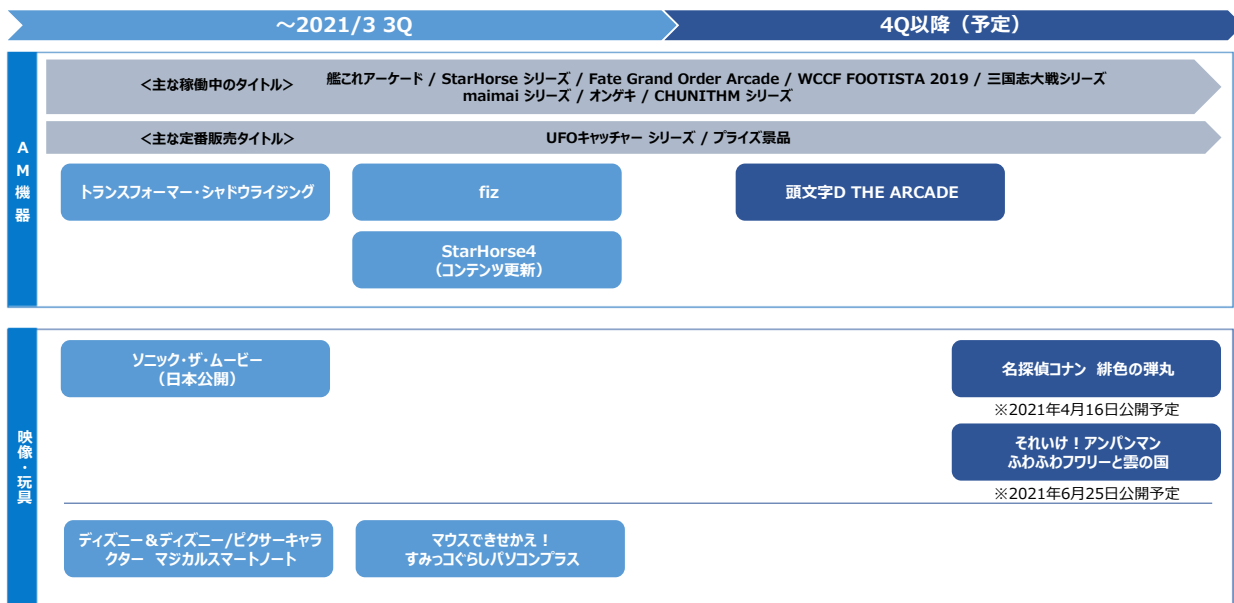 ～2021/3 3Q
4Q以降（予定）
AM機器
＜主な稼働中のタイトル＞
艦これアーケード / StarHorse シリーズ / Fate Grand Order Arcade / WCCF FOOTISTA 2019 / 三国志大戦シリーズ
maimai シリーズ / オンゲキ / CHUNITHM シリーズ
＜主な定番販売タイトル＞
UFOキャッチャー シリーズ / プライズ景品
トランスフォーマー・シャドウライジング
fiz
頭文字D THE ARCADE
StarHorse4
（コンテンツ更新）
映像・玩具
ソニック・ザ・ムービー
（日本公開）
名探偵コナン 緋色の弾丸
※2021年4月16日公開予定
それいけ！アンパンマン
ふわふわフワリーと雲の国
※2021年6月25日公開予定
ディズニー＆ディズニー/ピクサーキャラ
クター マジカルスマートノート
マウスできせかえ！
すみっコぐらしパソコンプラス